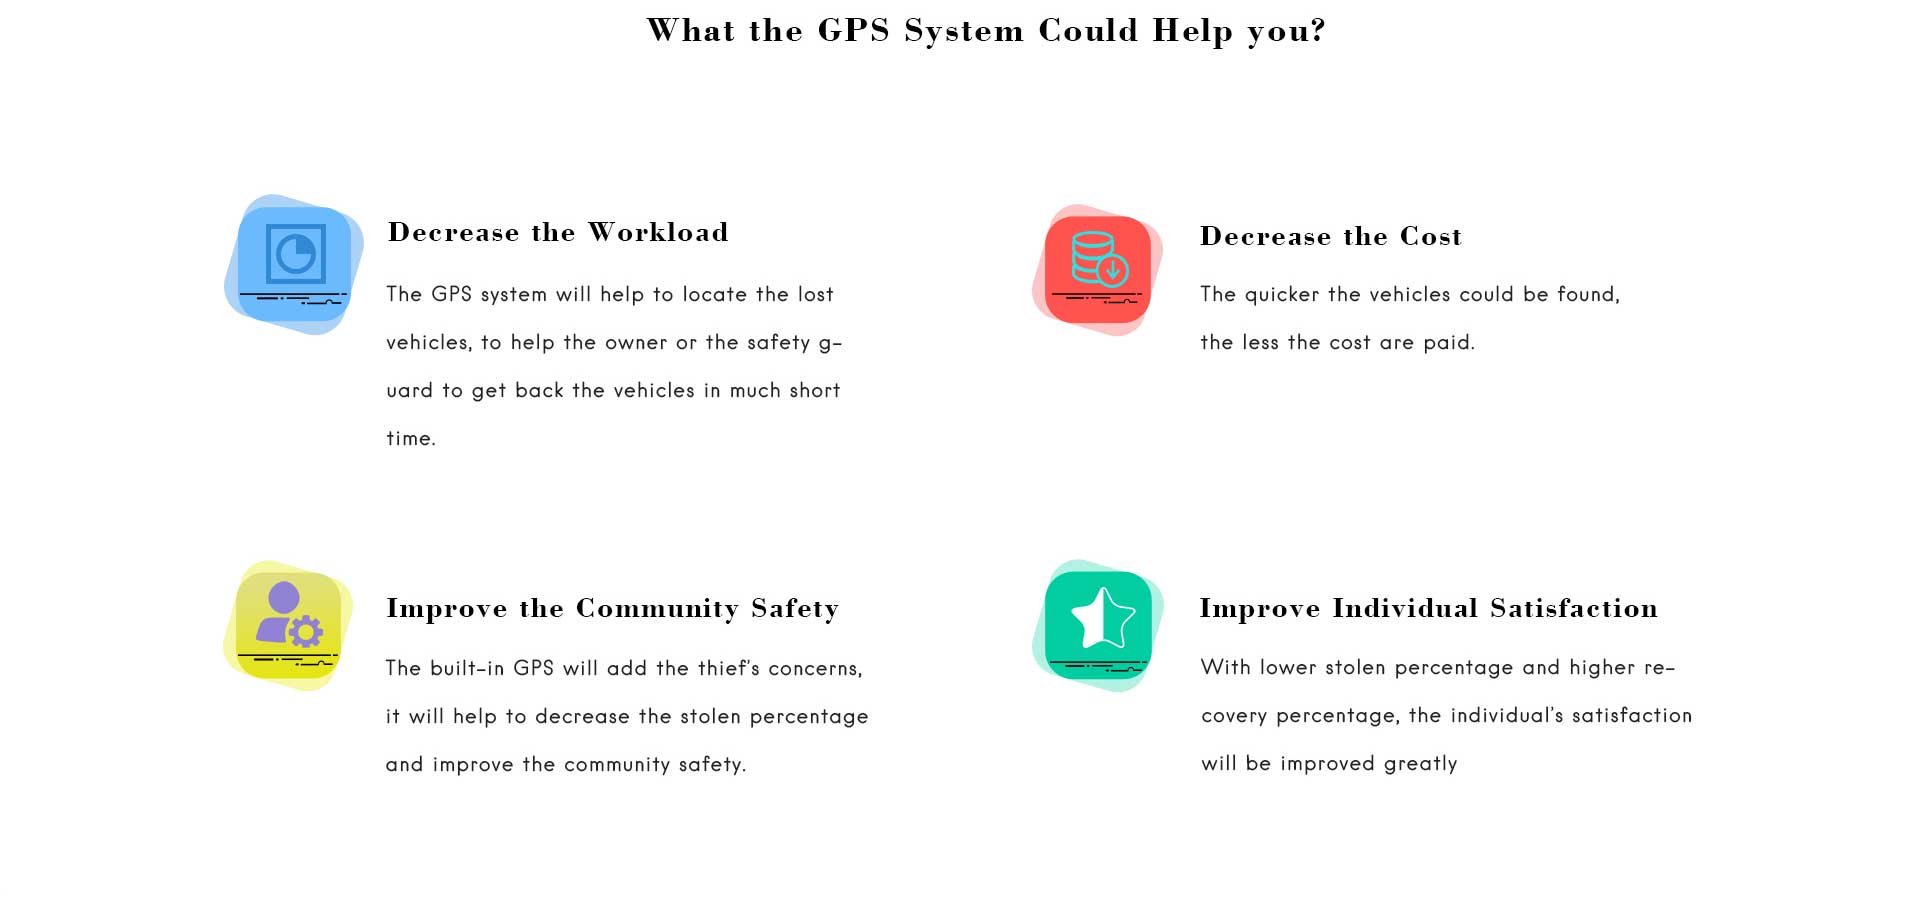 What the GPS System Could Help you?
Decrease the Workload
The GPS system will help to locate the lost
vehicles, to help the owner or the safety g-
uard to get back the vehicles in much short
time.
Decrease the Cost
The quicker the vehicles could be found,
the less the cost are paid.
Improve the Community Safety
The built-in GPS will add the thief's concerns,
it will help to decrease the stolen percentage
and improve the community safety.
Improve Individual Satisfaction
With lower stolen percentage and higher re-
covery percentage, the individual's satisfaction
will be improved greatly